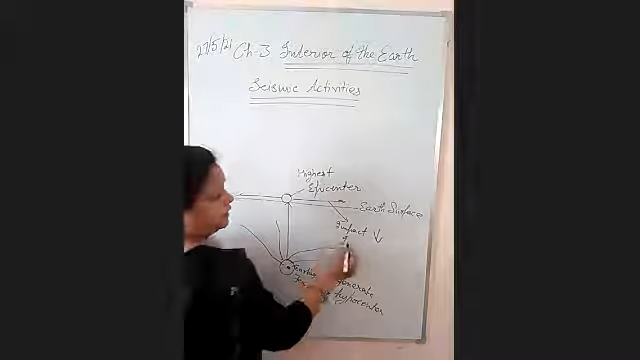 27/5/21 Ch-3 Interior of the Earth
Seismic Activities
Highest
Epicenter
Earth Surface
Impact ↓
generate
hypocenter